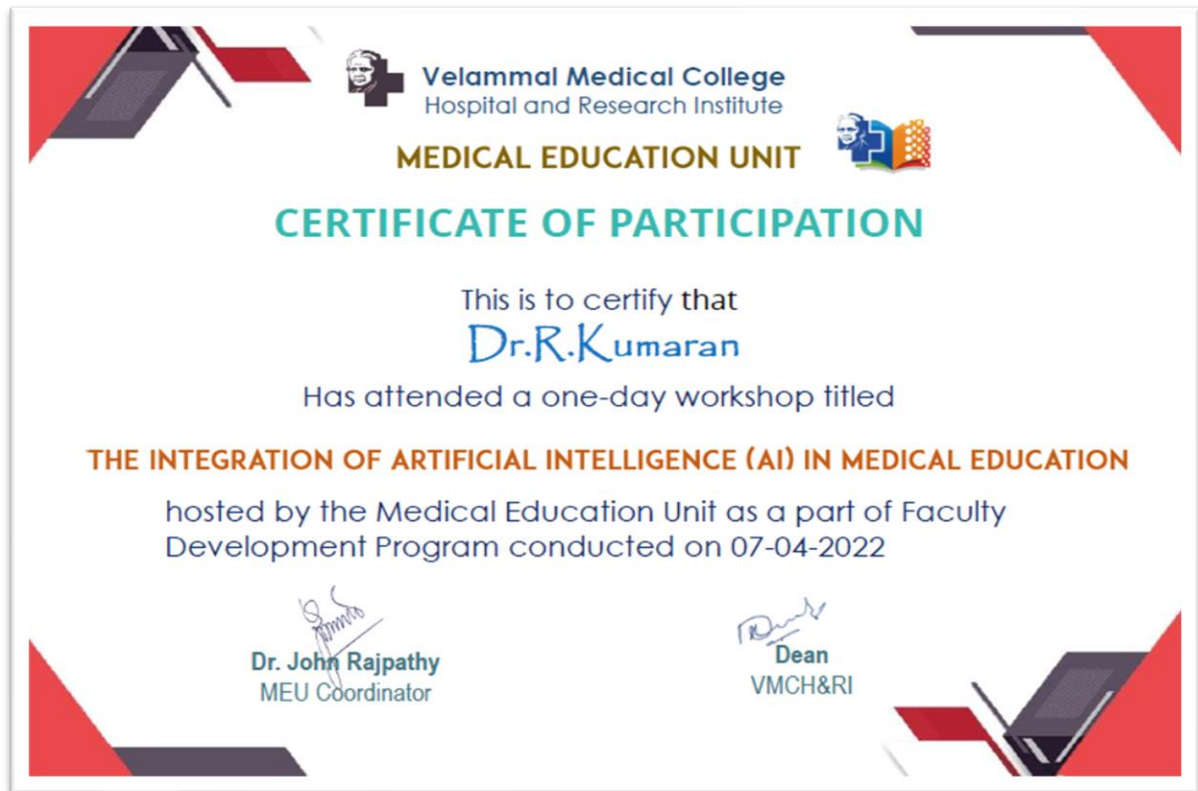 Velammal Medical College
Hospital and Research Institute
MEDICAL EDUCATION UNIT
CERTIFICATE OF PARTICIPATION
This is to certify that
Dr.R.Kumaran
Has attended a one-day workshop titled
THE INTEGRATION OF ARTIFICIAL INTELLIGENCE (AI) IN MEDICAL EDUCATION
hosted by the Medical Education Unit as a part of Faculty
Development Program conducted on 07-04-2022
Dr. John Rajpathy
MEU Coordinator
Dean
VMCH&RI